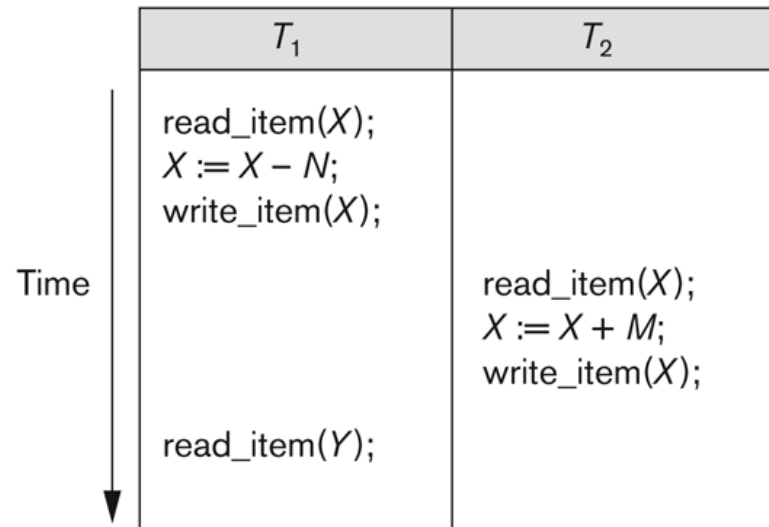 T1 T2
read_item(X);
X := X – N;
write_item(X);
Time
read_item(X);
X := X + M;
write_item(X);
read_item(Y);